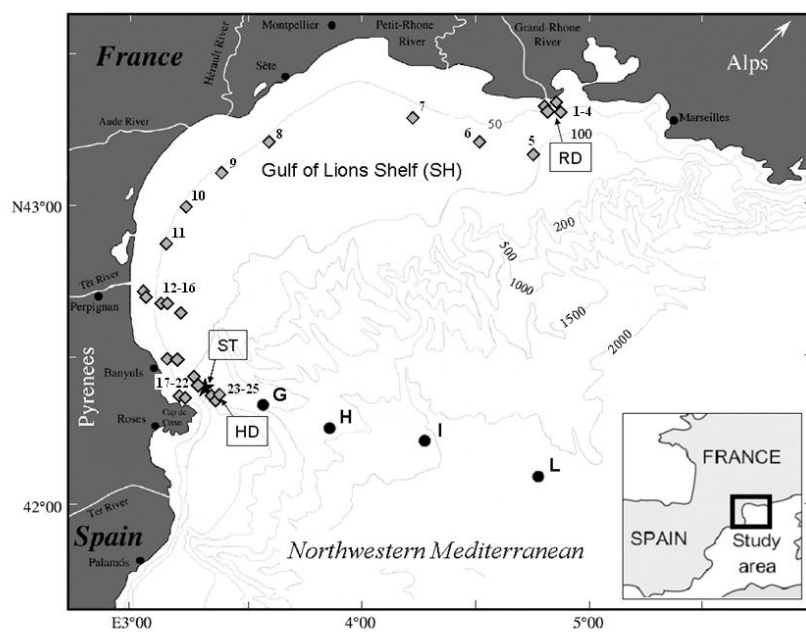 Montpellier
Petit-Rhone
River
Grand-Rhone
River
France
Hérault River
Sète
Alps
Aude River
7
50
8
6
5
100
1-4
Marseilles
RD
9
Gulf of Lions Shelf (SH)
N43°00
10
200
11
500
1000
Têt River
12-16
1500
Perpignan
2000
ST
Banyuls
17-22
23-25
G
Pyrenees
Roses
Cap de
Creus
HD
H
I
L
FRANCE
42°00
Ter River
Spain
Northwestern Mediterranean
SPAIN
Study
area
Palamós
E3°00
4°00
5°00